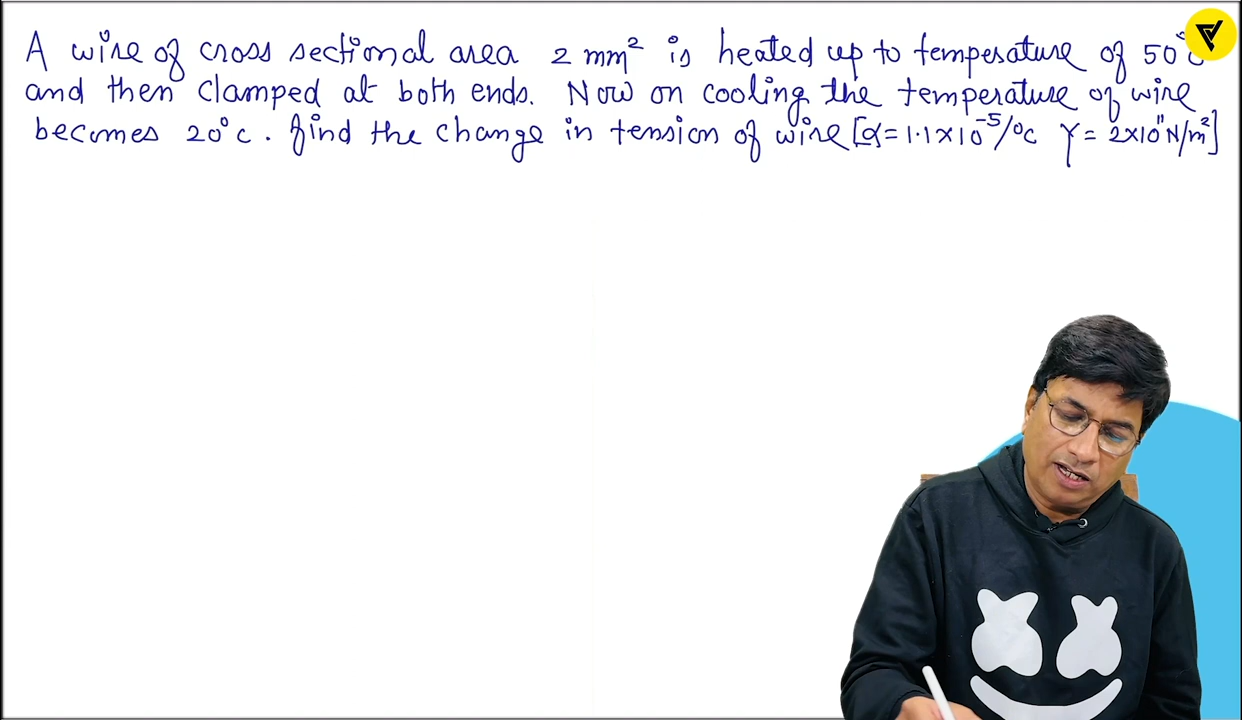 A wire of cross sectional area 2 mm² is heated up to temperature of 50°C
and then clamped at both ends. Now on cooling the temperature of wire
becomes 20°C. find the change in tension of wire [α = 1.1×10⁻⁵/°C Y = 2×10¹¹ N/m²]